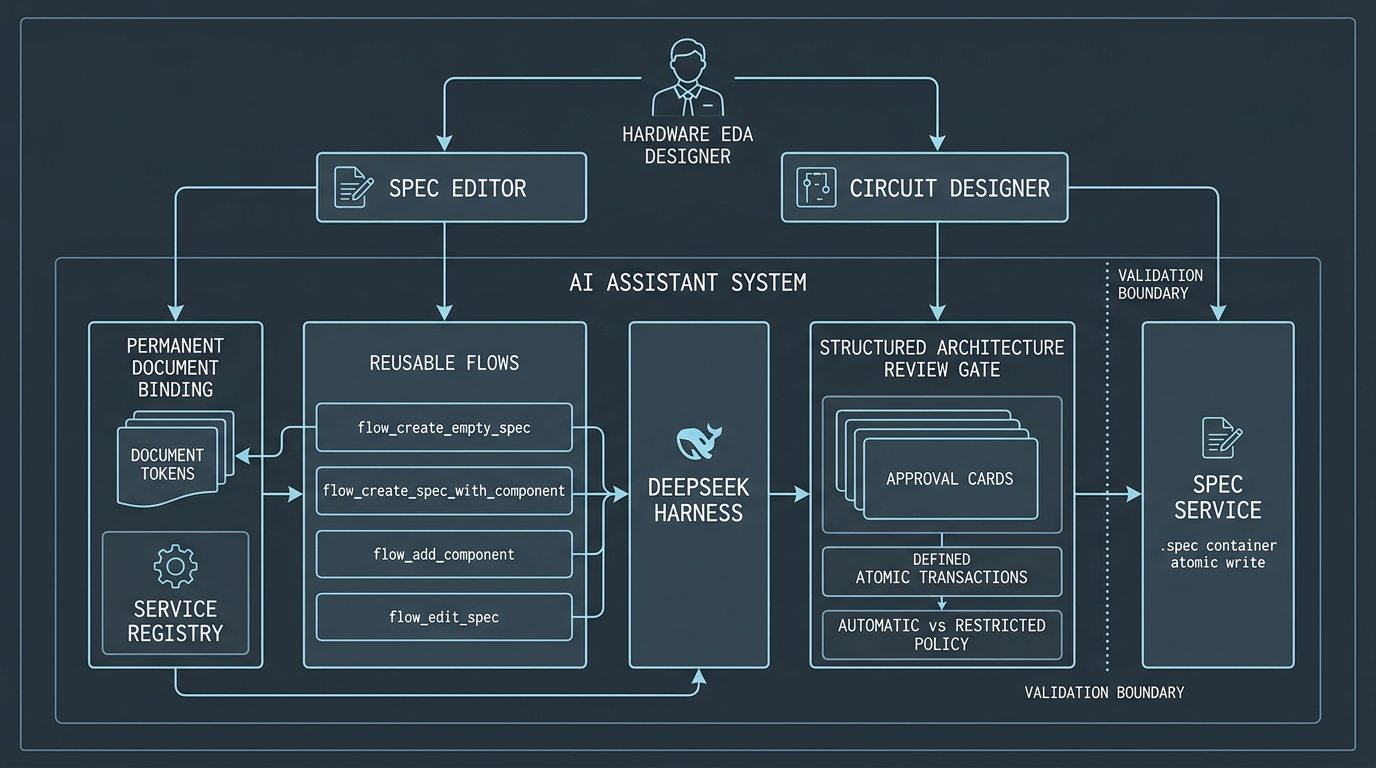 HARDWARE EDA
DESIGNER
SPEC EDITOR
CIRCUIT DESIGNER
AI ASSISTANT SYSTEM
VALIDATION
BOUNDARY
PERMANENT
DOCUMENT
BINDING
DOCUMENT
TOKENS
SERVICE
REGISTRY
REUSABLE FLOWS
flow_create_empty_spec
flow_create_spec_with_component
flow_add_component
flow_edit_spec
DEEPSEEK
HARNESS
STRUCTURED ARCHITECTURE
REVIEW GATE
APPROVAL CARDS
DEFINED
ATOMIC TRANSACTIONS
AUTOMATIC vs RESTRICTED
POLICY
SPEC
SERVICE
.spec container
atomic write
VALIDATION BOUNDARY